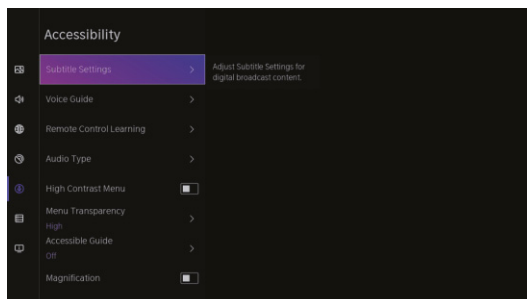 Accessibility
Subtitle Settings
Adjust Subtitle Settings for
digital broadcast content.
Voice Guide
Remote Control Learning
Audio Type
High Contrast Menu
Menu Transparency
High
Accessible Guide
Off
Magnification